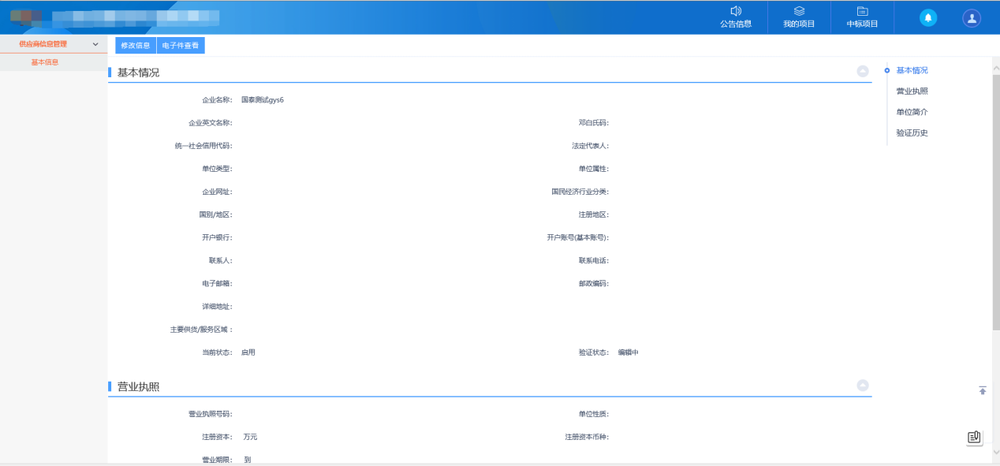 公告信息 我的项目 中标项目
供应商信息管理
基本信息
修改信息 电子件查看
基本情况
企业名称： 国泰测试gys6
企业英文名称： 邓白氏码：
统一社会信用代码： 法定代表人：
单位类型： 单位属性：
企业网址： 国民经济行业分类：
国别/地区： 注册地区：
开户银行： 开户账号(基本账号)：
联系人： 联系电话：
电子邮箱： 邮政编码：
详细地址：
主要供货/服务区域：
当前状态： 启用 验证状态： 编辑中
营业执照
营业执照号码： 单位性质：
注册资本： 万元 注册资本币种：
营业期限： 到
基本情况
营业执照
单位简介
验证历史